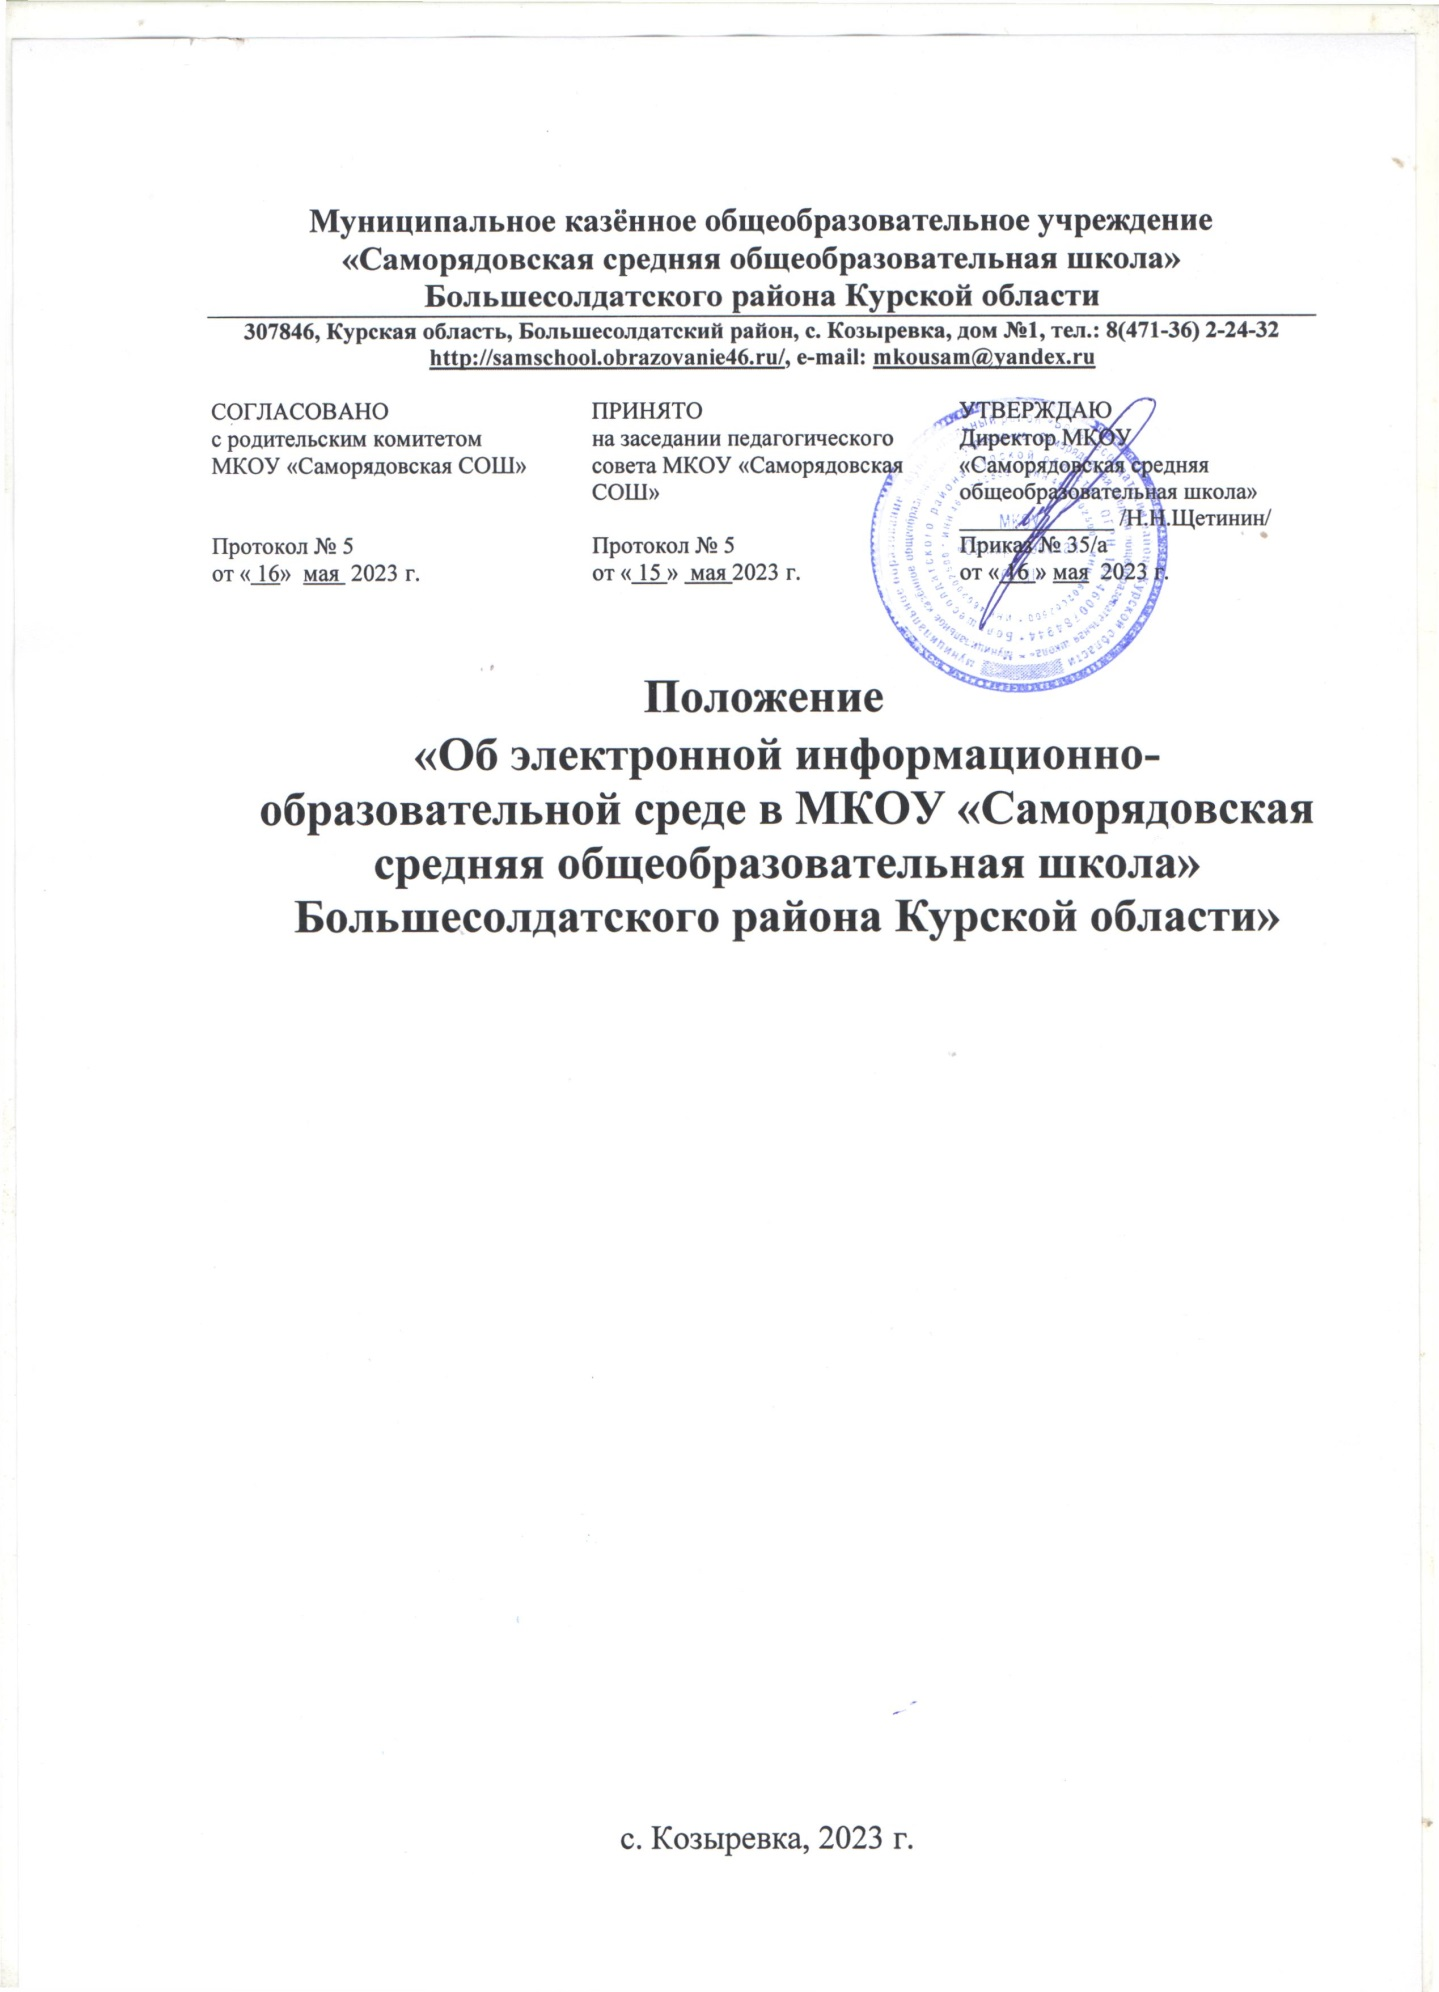 Муниципальное казённое общеобразовательное учреждение
«Саморядовская средняя общеобразовательная школа»
Большесолдатского района Курской области
307846, Курская область, Большесолдатский район, с. Козыревка, дом №1, тел.: 8(471-36) 2-24-32
http://samschool.obrazovanie46.ru/, e-mail: mkousam@yandex.ru
СОГЛАСОВАНО
с родительским комитетом
МКОУ «Саморядовская СОШ»
Протокол № 5
от « 16»  мая  2023 г.
ПРИНЯТО
на заседании педагогического
совета МКОУ «Саморядовская
СОШ»
Протокол № 5
от « 15 »  мая 2023 г.
УТВЕРЖДАЮ
Директор МКОУ
«Саморядовская средняя
общеобразовательная школа»
_____________ /Н.Н.Щетинин/
Приказ № 35/а
от « 16 » мая  2023 г.
Положение
«Об электронной информационно-
образовательной среде в МКОУ «Саморядовская
средняя общеобразовательная школа»
Большесолдатского района Курской области»
с. Козыревка, 2023 г.